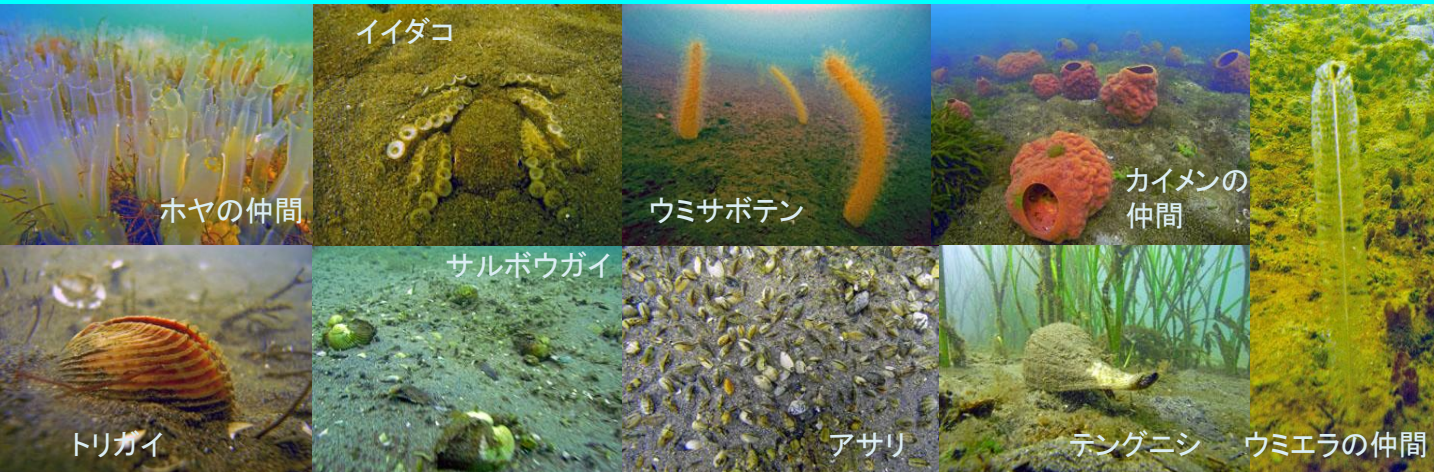 ホヤの仲間
イイダコ
ウミサボテン
カイメンの
仲間
トリガイ
サルボウガイ
アサリ
テングニシ
ウミエラの仲間